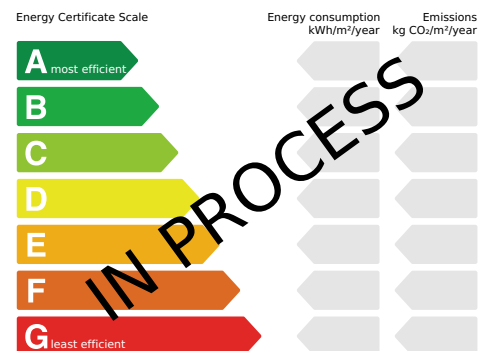 Energy Certificate Scale
Energy consumption
kWh/m²/year
Emissions
kg CO₂/m²/year
A most efficient
B
C
D
E
F
G least efficient
IN PROCESS